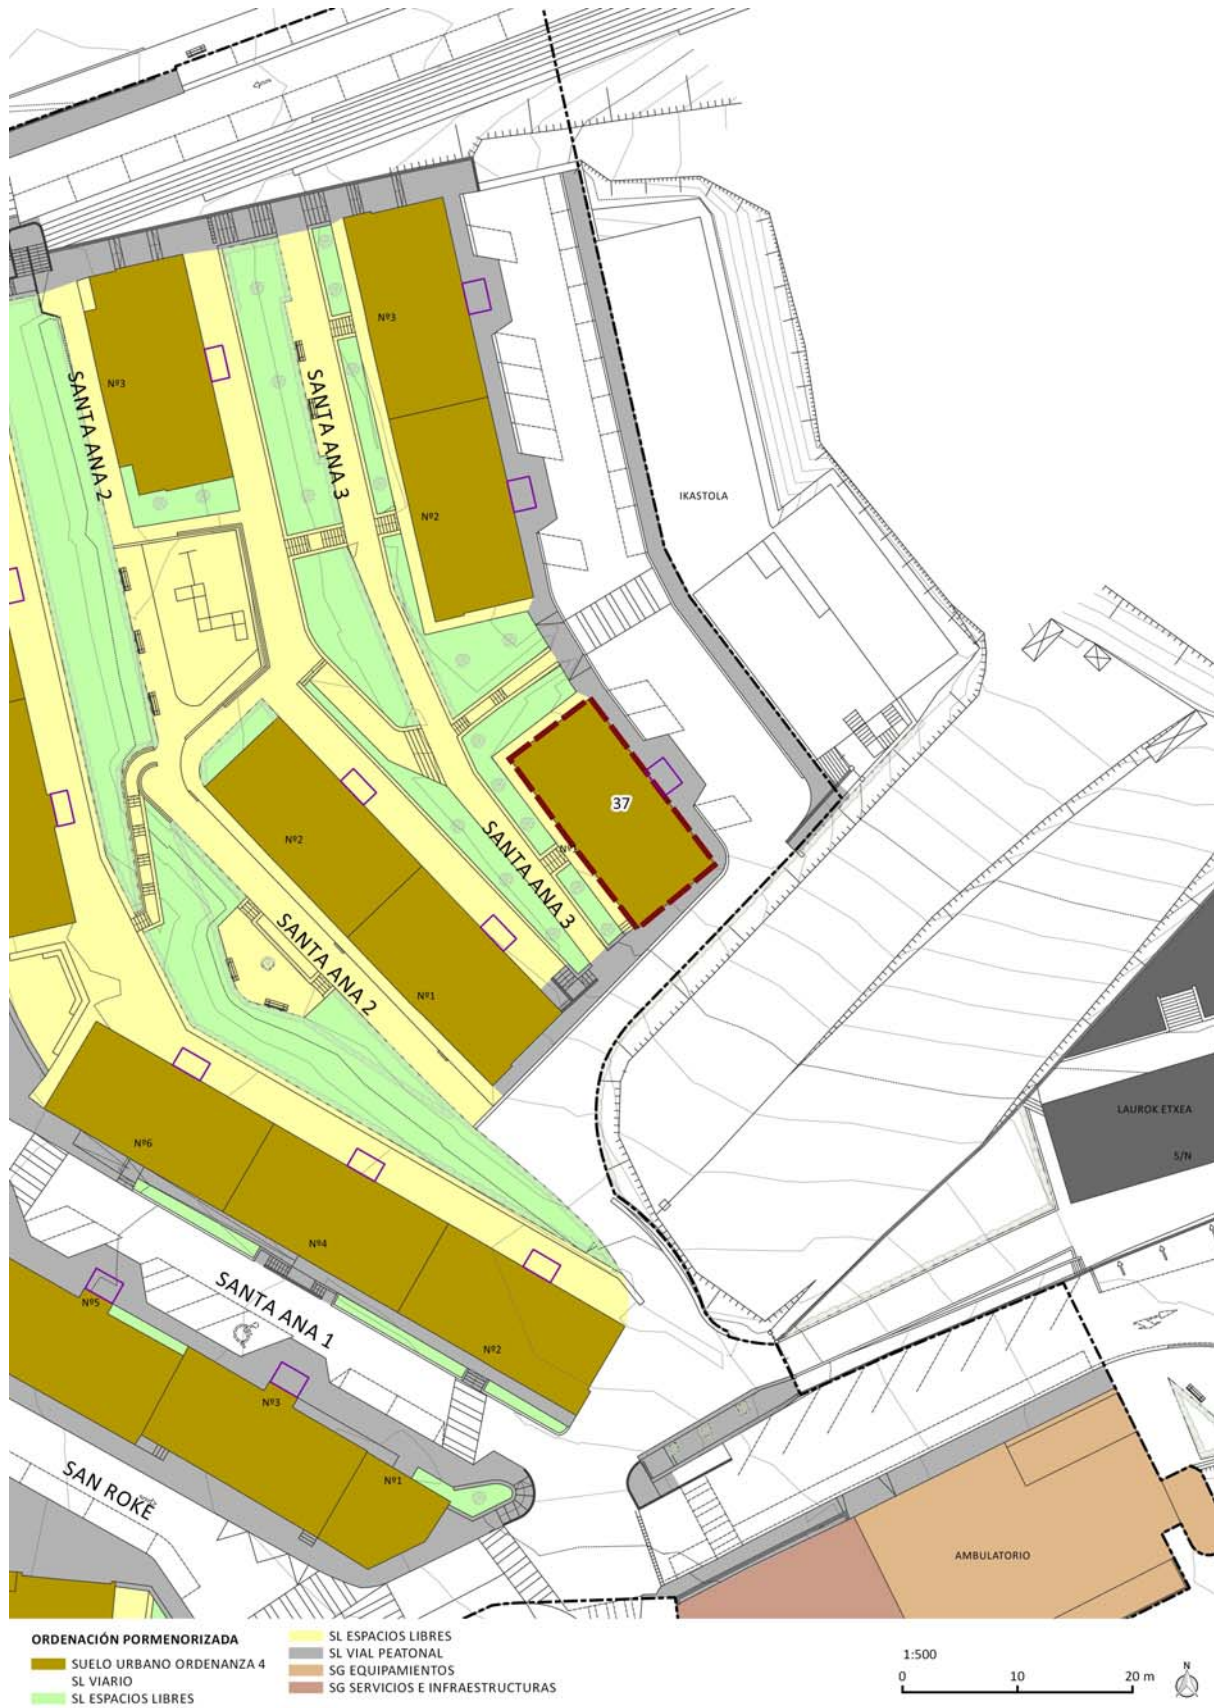 Nº3
Nº3
SANTA ANA 2
SANTA ANA 3
IKASTOLA
Nº2
37
Nº2
Nº1
SANTA ANA 3
SANTA ANA 2
Nº1
LAUROK ETXEA
S/N
Nº6
Nº4
SANTA ANA 1
Nº5
Nº2
Nº3
Nº1
SAN ROKE
AMBULATORIO
ORDENACIÓN PORMENORIZADA
SUELO URBANO ORDENANZA 4
SL VIARIO
SL ESPACIOS LIBRES
SL ESPACIOS LIBRES
SL VIAL PEATONAL
SG EQUIPAMIENTOS
SG SERVICIOS E INFRAESTRUCTURAS
1:500
0 10 20 m
N